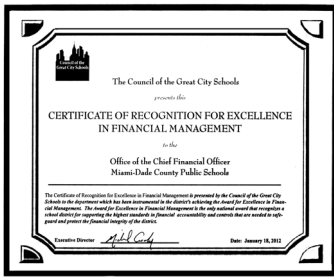 Council of the
Great City Schools
The Council of the Great City Schools
presents this
CERTIFICATE OF RECOGNITION FOR EXCELLENCE
IN FINANCIAL MANAGEMENT
to the
Office of the Chief Financial Officer
Miami-Dade County Public Schools
The Certificate of Recognition for Excellence in Financial Management is presented by the Council of the Great City
Schools to the department which has been instrumental in the district's achieving the Award for Excellence in Finan-
cial Management. The Award for Excellence in Financial Management is the only national award that recognizes a
school district for supporting the highest standards in financial accountability and controls that are needed to safe-
guard and protect the financial integrity of the district.
Executive Director
Date: January 18, 2012